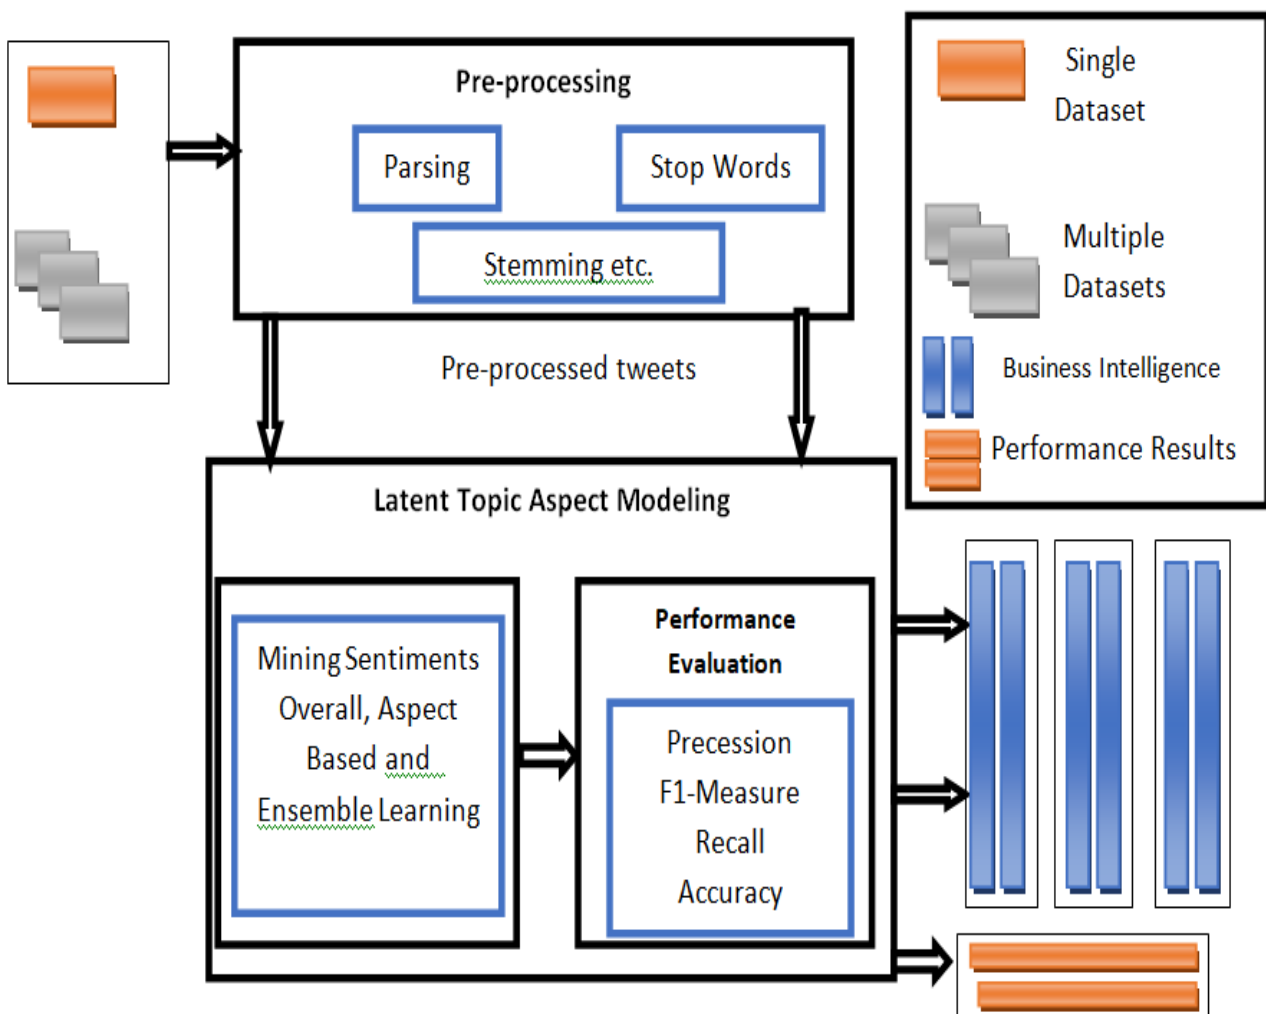 Pre-processing
Parsing
Stop Words
Stemming etc.
Pre-processed tweets
Latent Topic Aspect Modeling
Mining Sentiments
Overall, Aspect
Based and
Ensemble Learning
Performance
Evaluation
Precession
F1-Measure
Recall
Accuracy
Single
Dataset
Multiple
Datasets
Business Intelligence
Performance Results